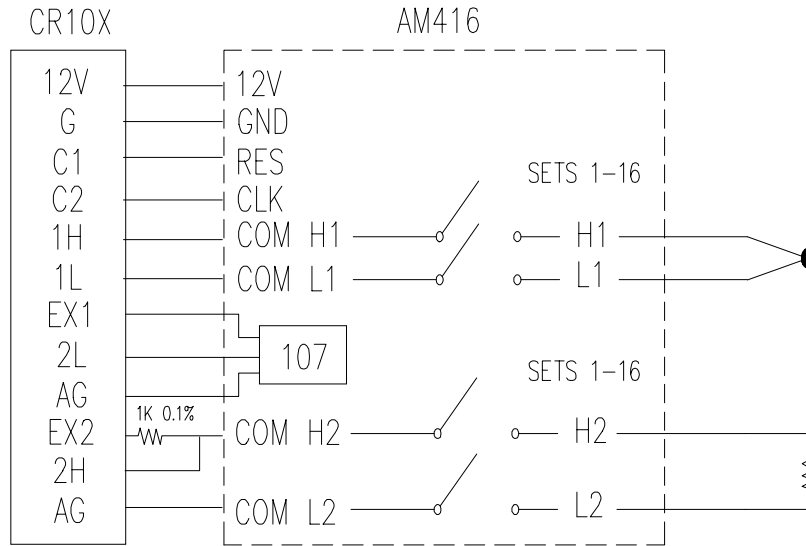 CR10X
AM416
12V
12V
G
GND
C1
RES
SETS 1-16
C2
CLK
1H
COM H1
H1
1L
COM L1
L1
EX1
2L
107
SETS 1-16
AG
1K 0.1%
EX2
COM H2
H2
2H
AG
COM L2
L2